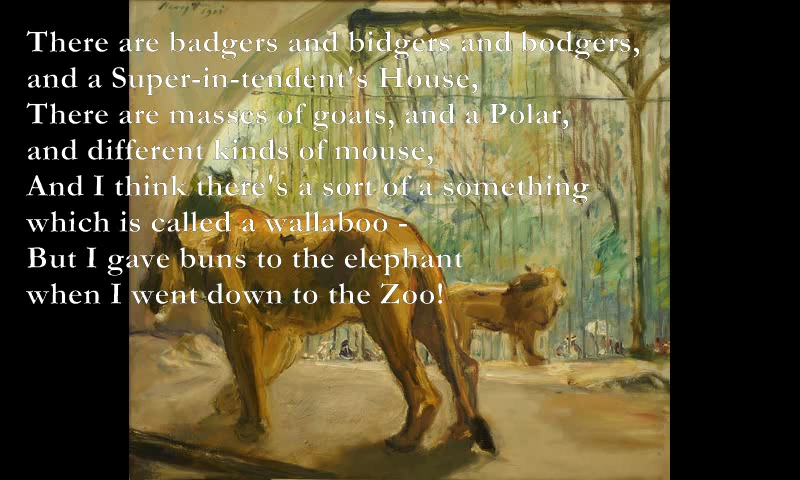 There are badgers and bidgers and bodgers,
and a Super-in-tendent's House,
There are masses of goats, and a Polar,
and different kinds of mouse,
And I think there's a sort of a something
which is called a wallaboo -
But I gave buns to the elephant
when I went down to the Zoo!